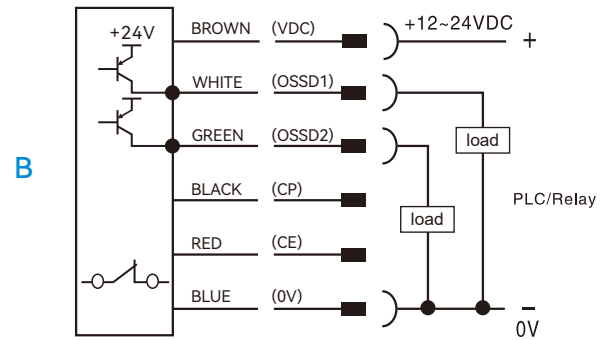 +24V
BROWN (VDC) +12~24VDC +
WHITE (OSSD1)
load
GREEN (OSSD2)
B
BLACK (CP) PLC/Relay
load
RED (CE)
BLUE (0V) −
0V